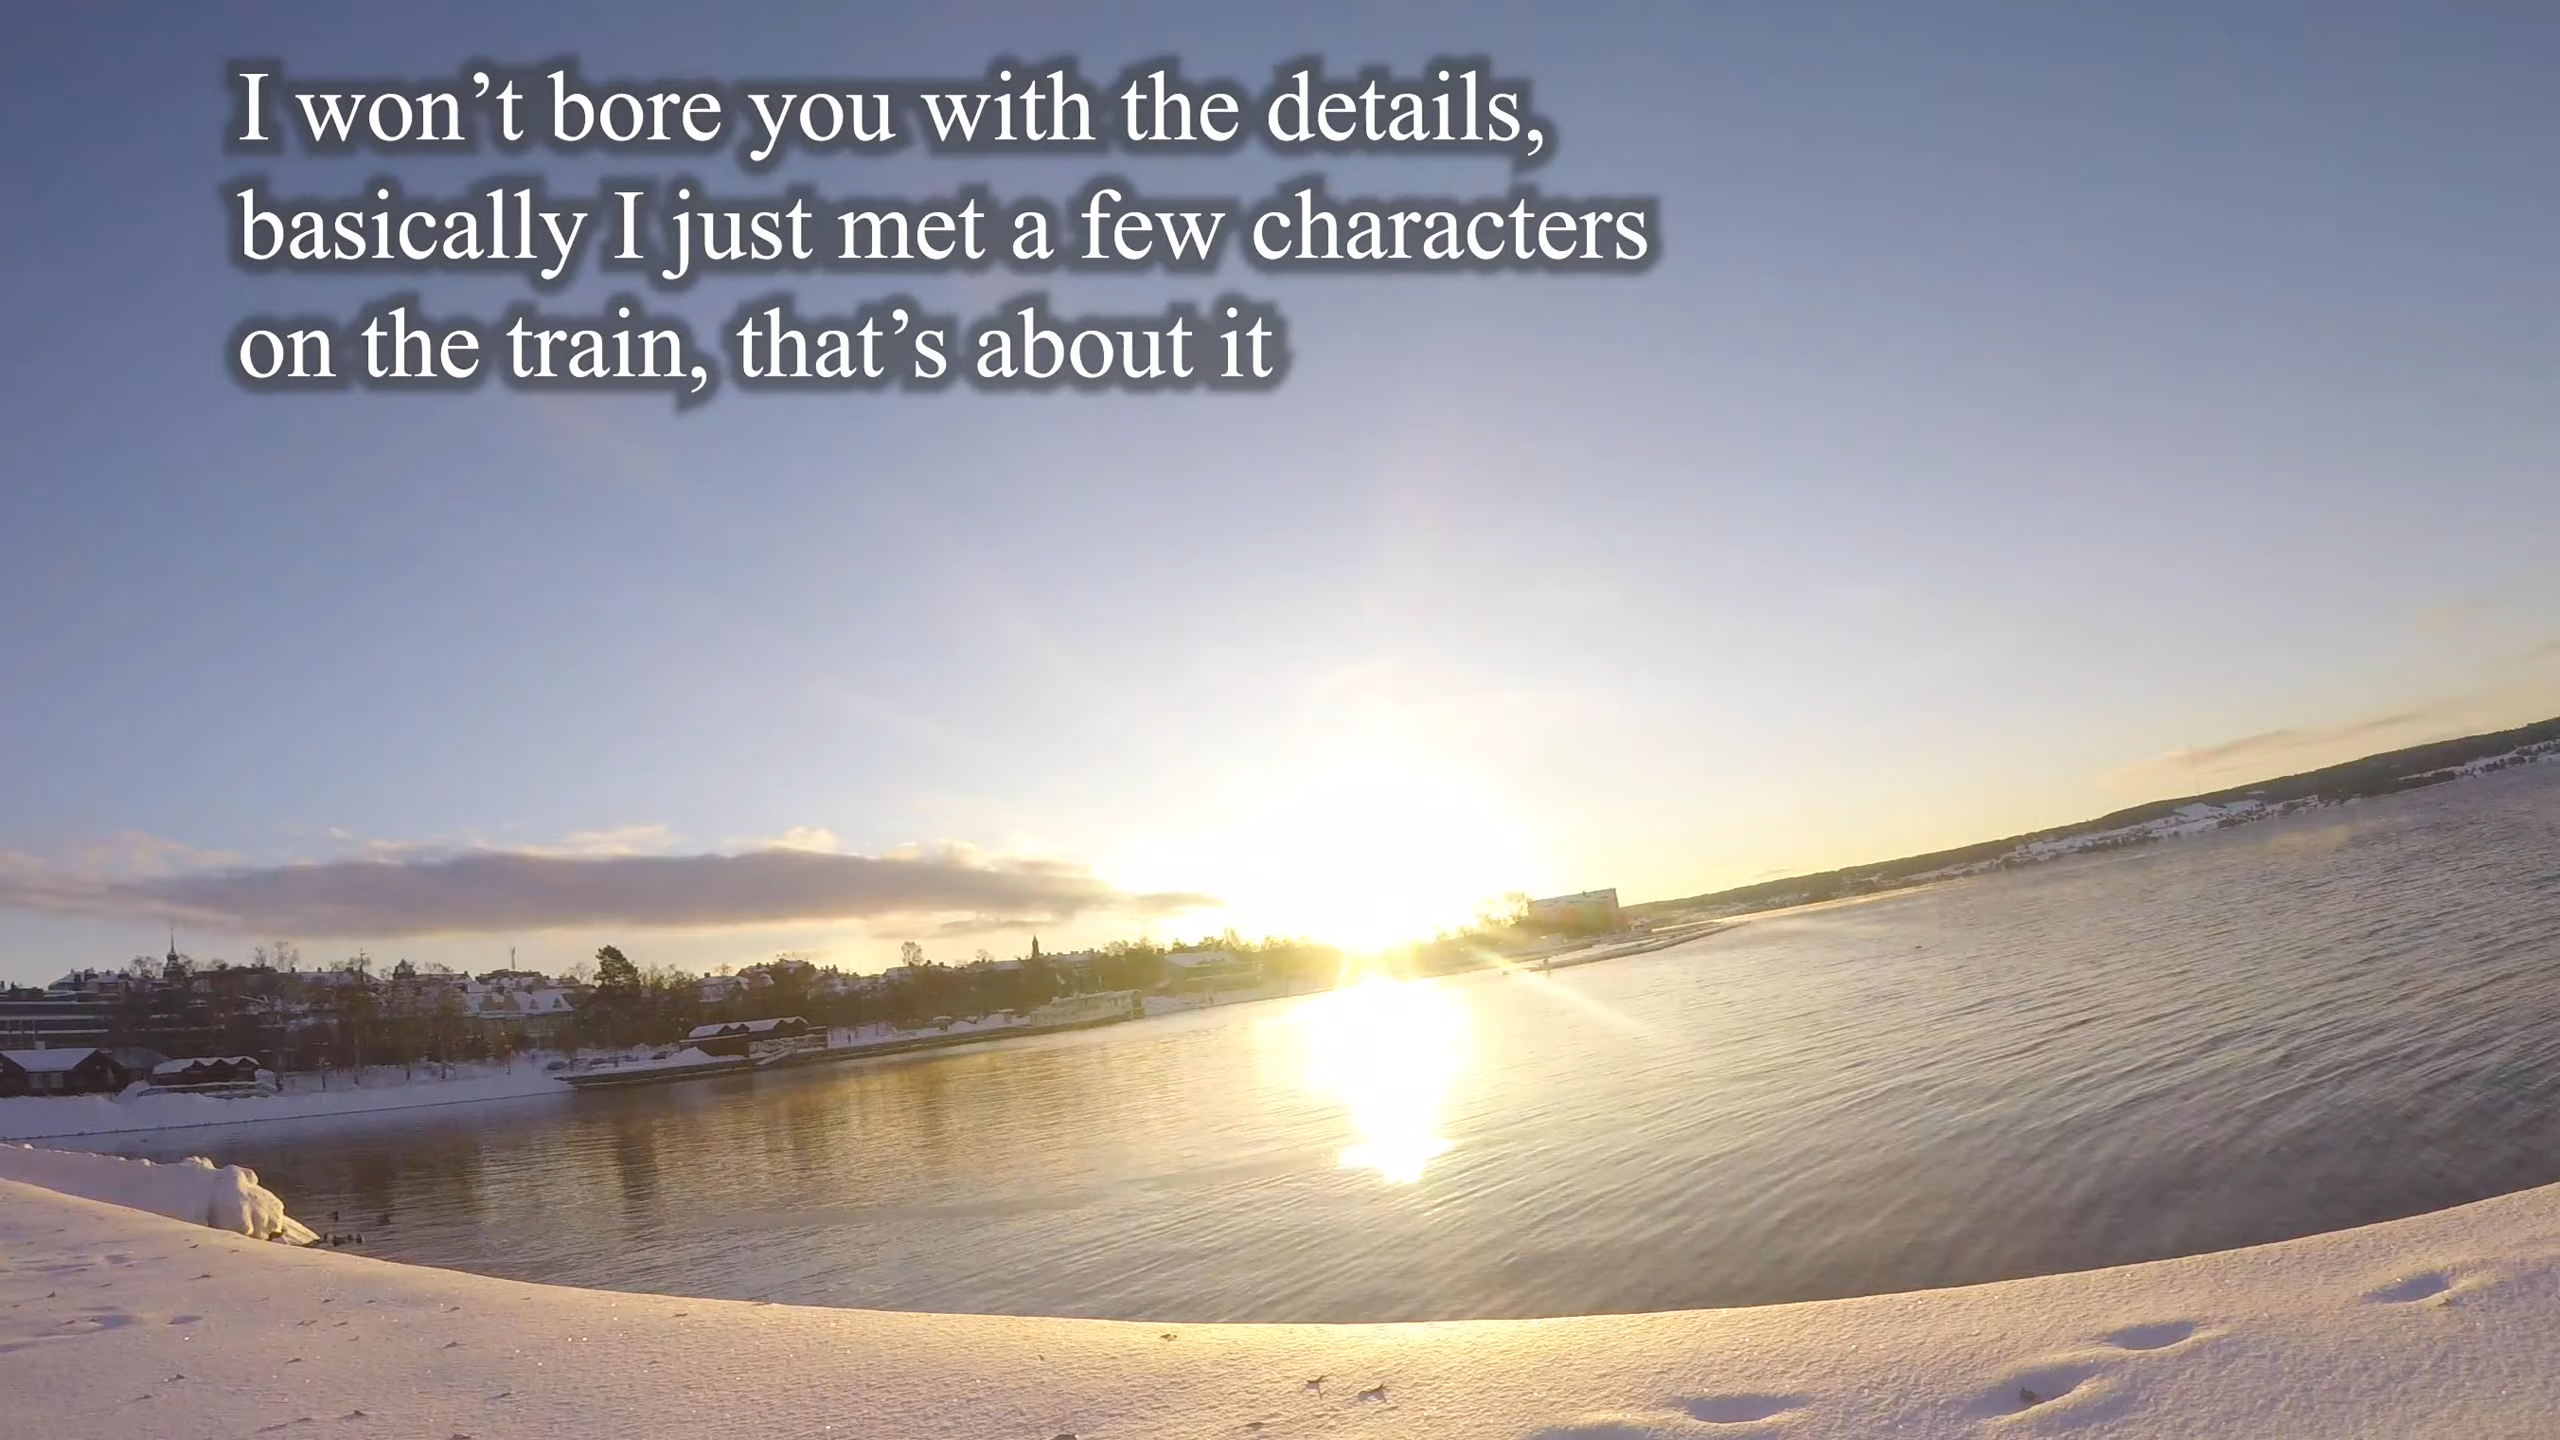 I won’t bore you with the details,
basically I just met a few characters
on the train, that’s about it